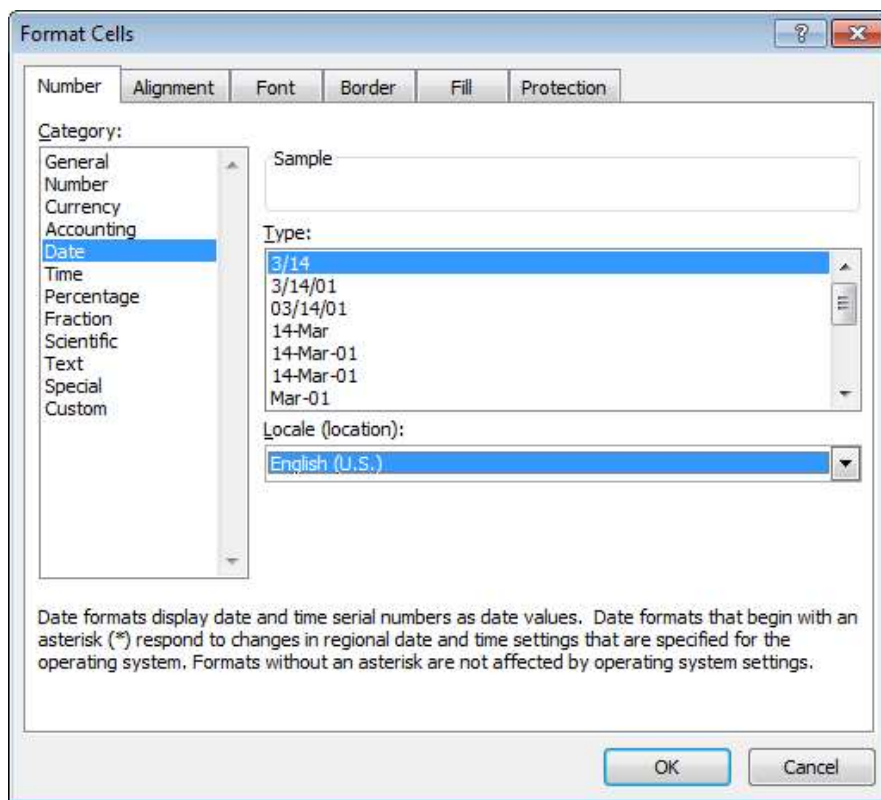 Format Cells
Number Alignment Font Border Fill Protection
Category:
General
Number
Currency
Accounting
Date
Time
Percentage
Fraction
Scientific
Text
Special
Custom
Sample
Type:
3/14
3/14/01
03/14/01
14-Mar
14-Mar-01
14-Mar-01
Mar-01
Locale (location):
English (U.S.)
Date formats display date and time serial numbers as date values. Date formats that begin with an
asterisk (*) respond to changes in regional date and time settings that are specified for the
operating system. Formats without an asterisk are not affected by operating system settings.
OK Cancel